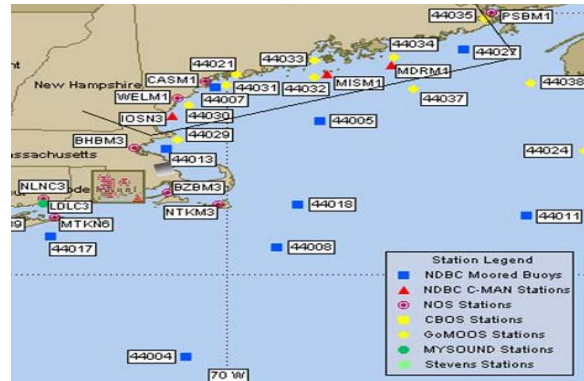 44035
PSBM1
44033
44034
44027
44021
CASM1
MISM1
MDRM1
New Hampshire
44031
44032
44038
WELM1
44007
44037
IOSN3
44030
44005
44029
BHBM3
assachusetts
44013
44024
NLNC3
BZBM3
LDLC3
NTKM3
44018
44011
MTKN6
44017
44008
Station Legend
NDBC Moored Buoys
NDBC C-MAN Stations
NOS Stations
CBOS Stations
GoMOOS Stations
MYSOUND Stations
Stevens Stations
44004
70 W